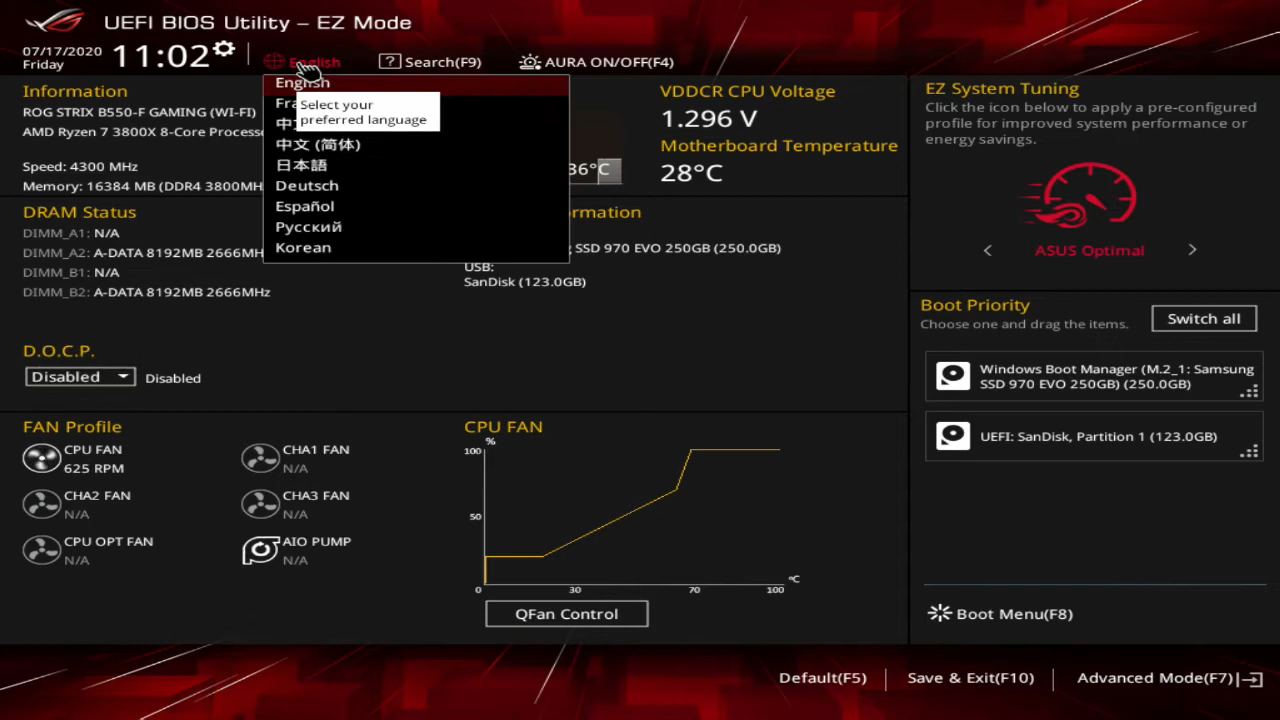 UEFI BIOS Utility – EZ Mode
07/17/2020
Friday
11:02
English
Search(F9)
AURA ON/OFF(F4)
English
Select your
preferred language
中文 (简体)
日本語
Deutsch
Español
Русский
Korean
Information
ROG STRIX B550-F GAMING (WI-FI)
AMD Ryzen 7 3800X 8-Core
Speed: 4300 MHz
Memory: 16384 MB (DDR4 3800MH
VDDCR CPU Voltage
1.296 V
Motherboard Temperature
28°C
36°C
DRAM Status
DIMM_A1: N/A
DIMM_A2: A-DATA 8192MB 2666MHz
DIMM_B1: N/A
DIMM_B2: A-DATA 8192MB 2666MHz
SSD 970 EVO 250GB (250.0GB)
USB:
SanDisk (123.0GB)
D.O.C.P.
Disabled
Disabled
FAN Profile
CPU FAN
625 RPM
CHA1 FAN
N/A
CHA2 FAN
N/A
CHA3 FAN
N/A
CPU OPT FAN
N/A
AIO PUMP
N/A
CPU FAN
%
100
50
0
30
70
100
°C
QFan Control
EZ System Tuning
Click the icon below to apply a pre-configured
profile for improved system performance or
energy savings.
ASUS Optimal
Boot Priority
Choose one and drag the items.
Switch all
Windows Boot Manager (M.2_1: Samsung
SSD 970 EVO 250GB) (250.0GB)
UEFI: SanDisk, Partition 1 (123.0GB)
Boot Menu(F8)
Default(F5)
Save & Exit(F10)
Advanced Mode(F7)